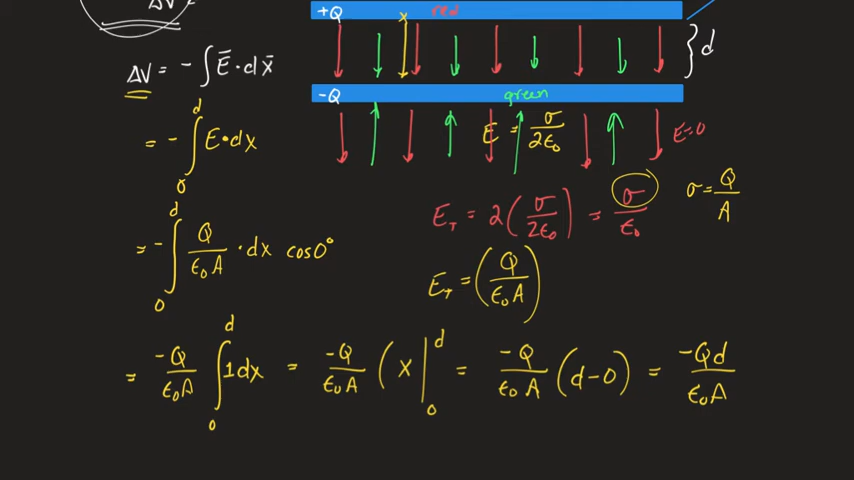 ΔV
+Q x red
d
ΔV = - ∫ E̅ · dx̅
-Q green
= - ∫₀ᵈ E · dx
E = σ/2ε₀
E=0
E_T = 2(σ/2ε₀) = σ/ε₀
σ = Q/A
= - ∫₀ᵈ Q/ε₀A · dx cos0°
E_T = (Q/ε₀A)
= -Q/ε₀A ∫₀ᵈ 1dx = -Q/ε₀A (x|₀ᵈ = -Q/ε₀A (d-0) = -Qd/ε₀A